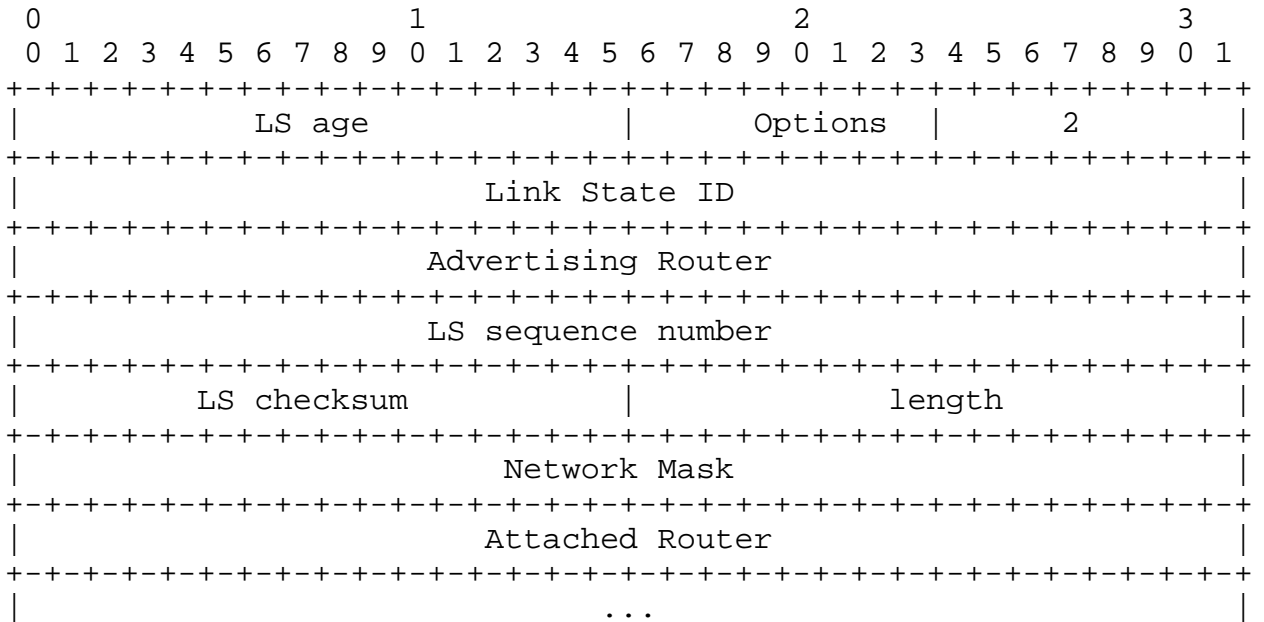 0                   1                   2                   3
0 1 2 3 4 5 6 7 8 9 0 1 2 3 4 5 6 7 8 9 0 1 2 3 4 5 6 7 8 9 0 1
+-+-+-+-+-+-+-+-+-+-+-+-+-+-+-+-+-+-+-+-+-+-+-+-+-+-+-+-+-+-+-+-+
|            LS age             |      Options  |      2        |
+-+-+-+-+-+-+-+-+-+-+-+-+-+-+-+-+-+-+-+-+-+-+-+-+-+-+-+-+-+-+-+-+
|                        Link State ID                          |
+-+-+-+-+-+-+-+-+-+-+-+-+-+-+-+-+-+-+-+-+-+-+-+-+-+-+-+-+-+-+-+-+
|                     Advertising Router                        |
+-+-+-+-+-+-+-+-+-+-+-+-+-+-+-+-+-+-+-+-+-+-+-+-+-+-+-+-+-+-+-+-+
|                     LS sequence number                        |
+-+-+-+-+-+-+-+-+-+-+-+-+-+-+-+-+-+-+-+-+-+-+-+-+-+-+-+-+-+-+-+-+
|         LS checksum           |             length            |
+-+-+-+-+-+-+-+-+-+-+-+-+-+-+-+-+-+-+-+-+-+-+-+-+-+-+-+-+-+-+-+-+
|                         Network Mask                          |
+-+-+-+-+-+-+-+-+-+-+-+-+-+-+-+-+-+-+-+-+-+-+-+-+-+-+-+-+-+-+-+-+
|                        Attached Router                        |
+-+-+-+-+-+-+-+-+-+-+-+-+-+-+-+-+-+-+-+-+-+-+-+-+-+-+-+-+-+-+-+-+
|                              ...                              |